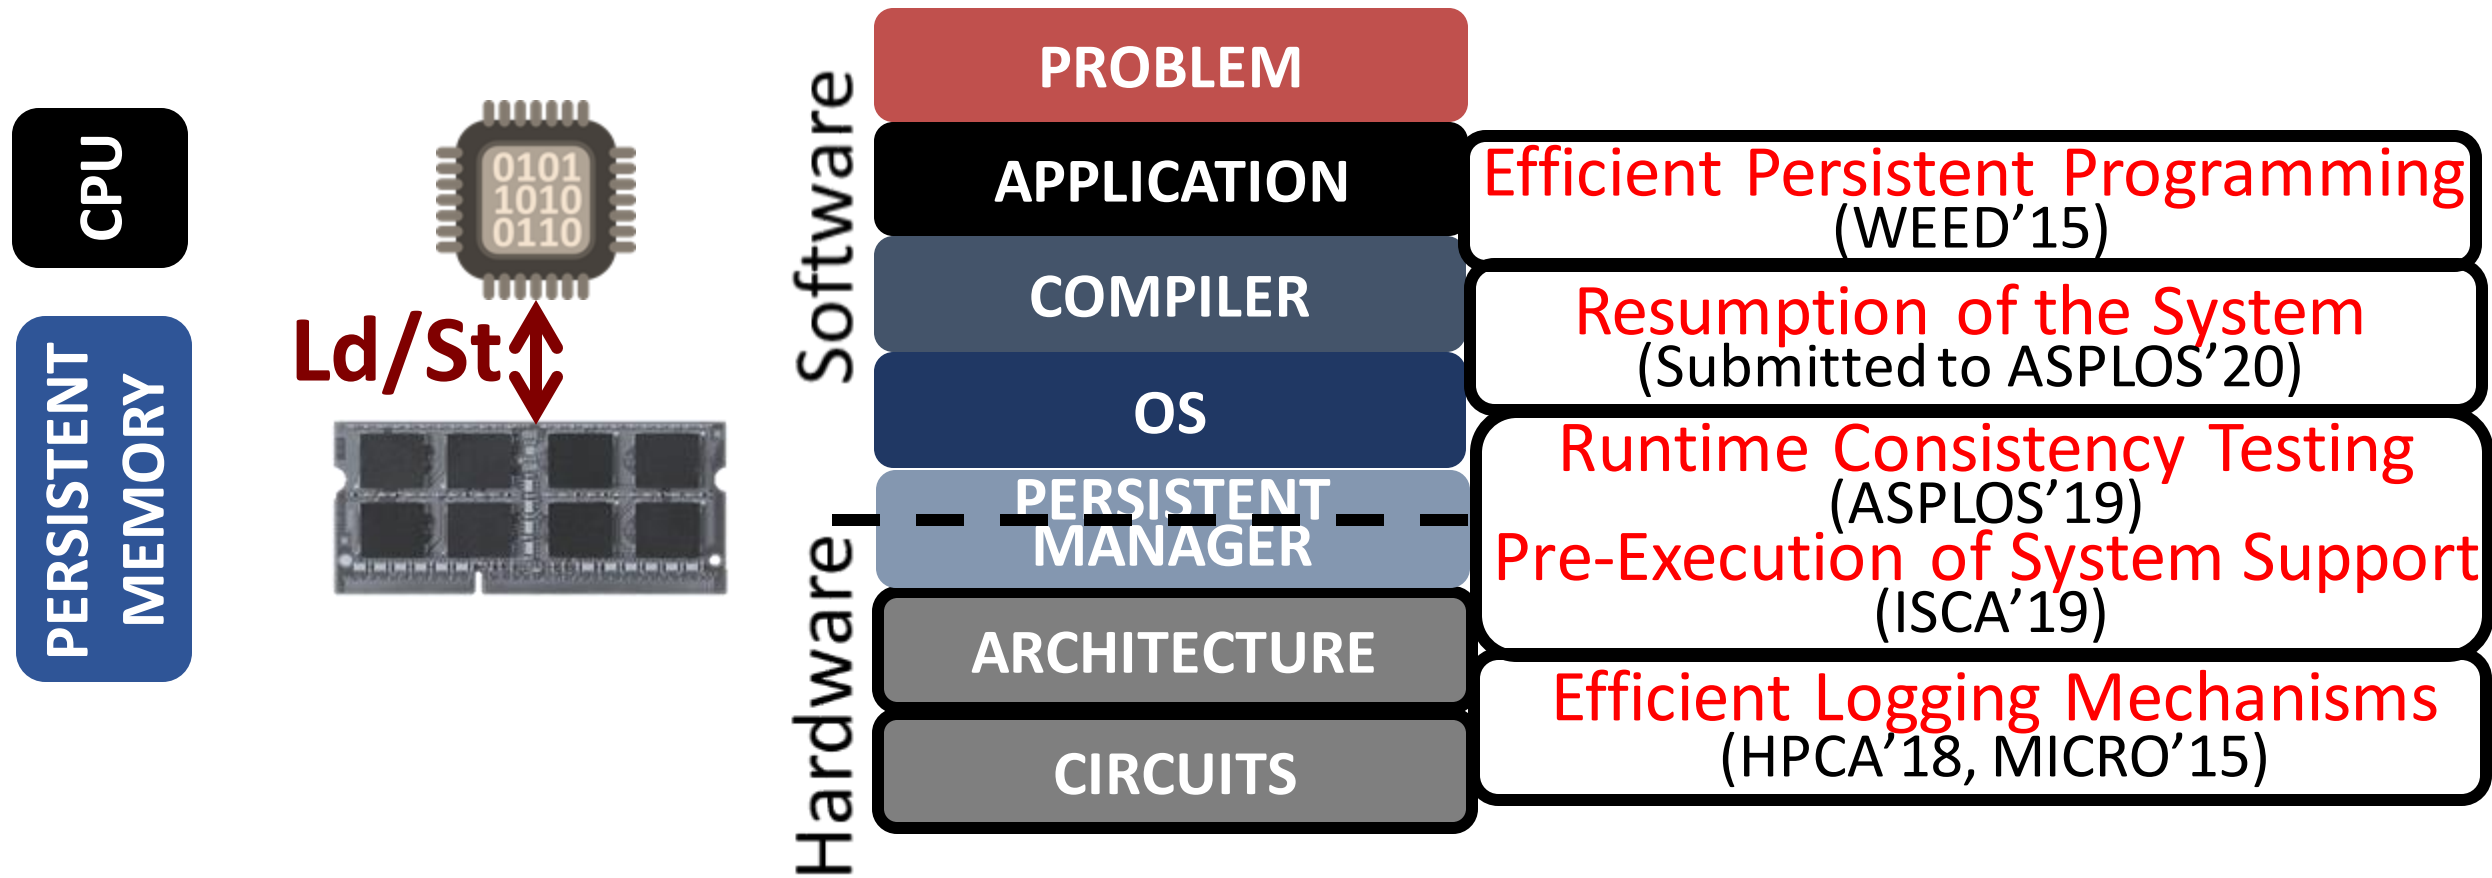 CPU
PERSISTENT
MEMORY
0101
1010
0110
Ld/St
Software
Hardware
PROBLEM
APPLICATION
COMPILER
OS
PERSISTENT
MANAGER
ARCHITECTURE
CIRCUITS
Efficient Persistent Programming
(WEED’15)
Resumption of the System
(Submitted to ASPLOS’20)
Runtime Consistency Testing
(ASPLOS’19)
Pre-Execution of System Support
(ISCA’19)
Efficient Logging Mechanisms
(HPCA’18, MICRO’15)